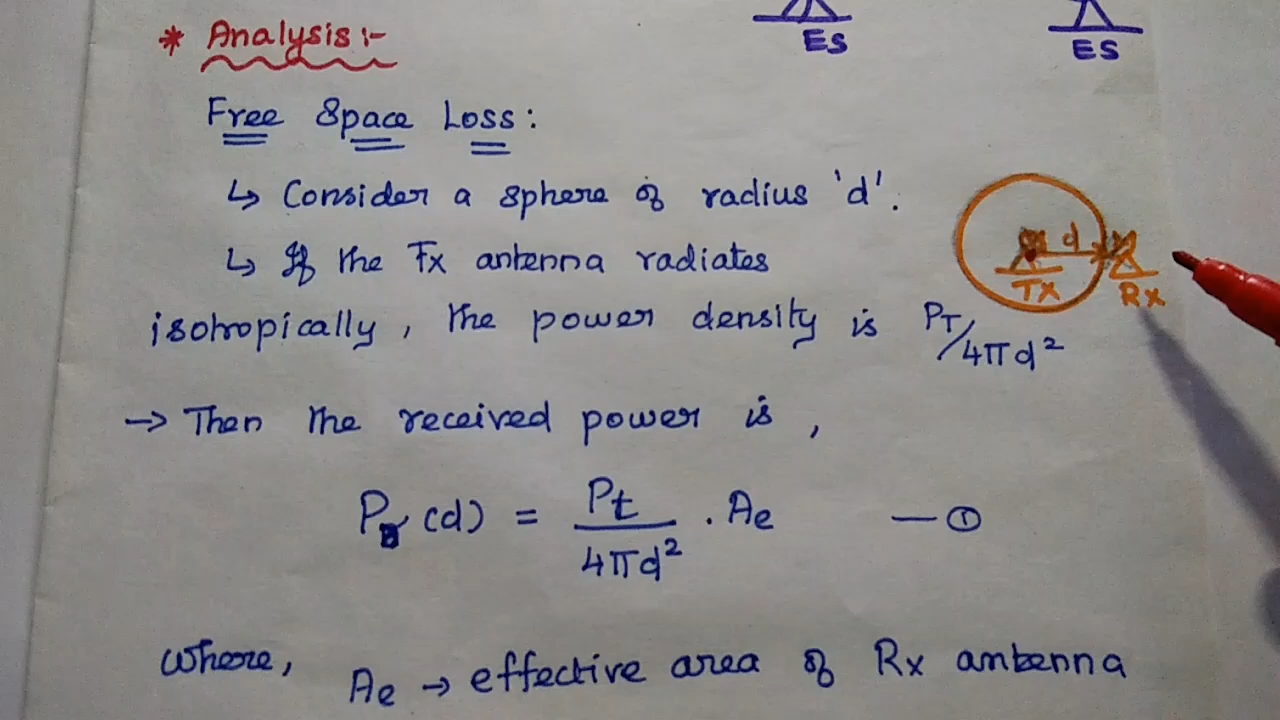 ES ES
* Analysis:-
Free Space Loss:
↳ Consider a sphere of radius 'd'.
↳ If the Tx antenna radiates
isotropically, the power density is PT/4πd²
d
Tx
Rx
→ Then the received power is,
Pr(d) = Pt/4πd² . Ae — ①
where, Ae → effective area of Rx antenna